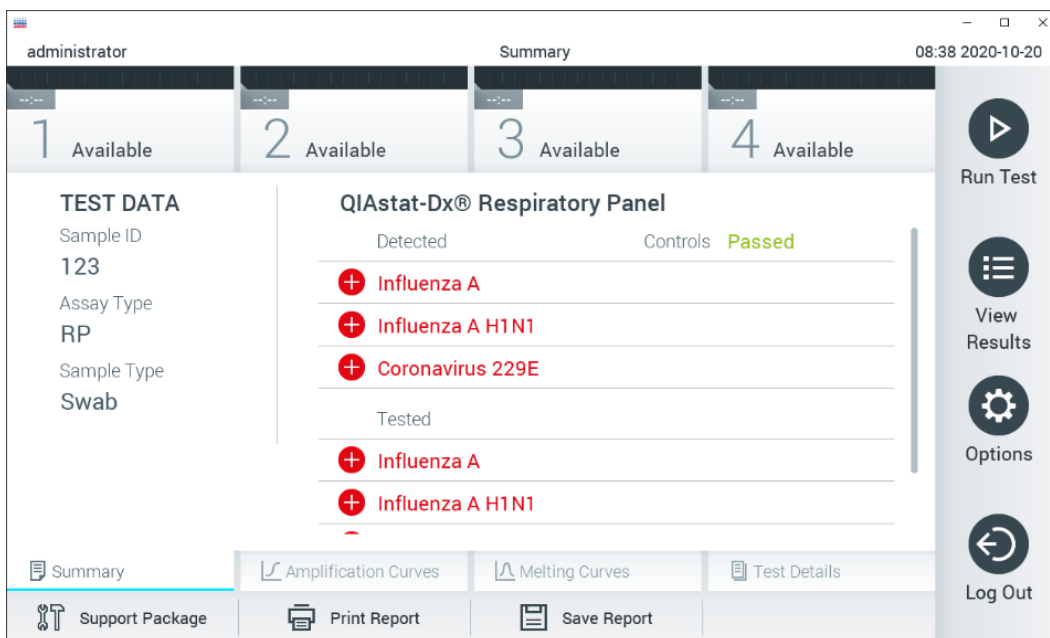 administrator Summary 08:38 2020-10-20
--:-- --:-- --:-- --:--
1 Available 2 Available 3 Available 4 Available
Run Test
View
Results
Options
Log Out
TEST DATA
Sample ID
123
Assay Type
RP
Sample Type
Swab
QIAstat-Dx® Respiratory Panel
Detected Controls Passed
Influenza A
Influenza A H1N1
Coronavirus 229E
Tested
Influenza A
Influenza A H1N1
Summary Amplification Curves Melting Curves Test Details
Support Package Print Report Save Report